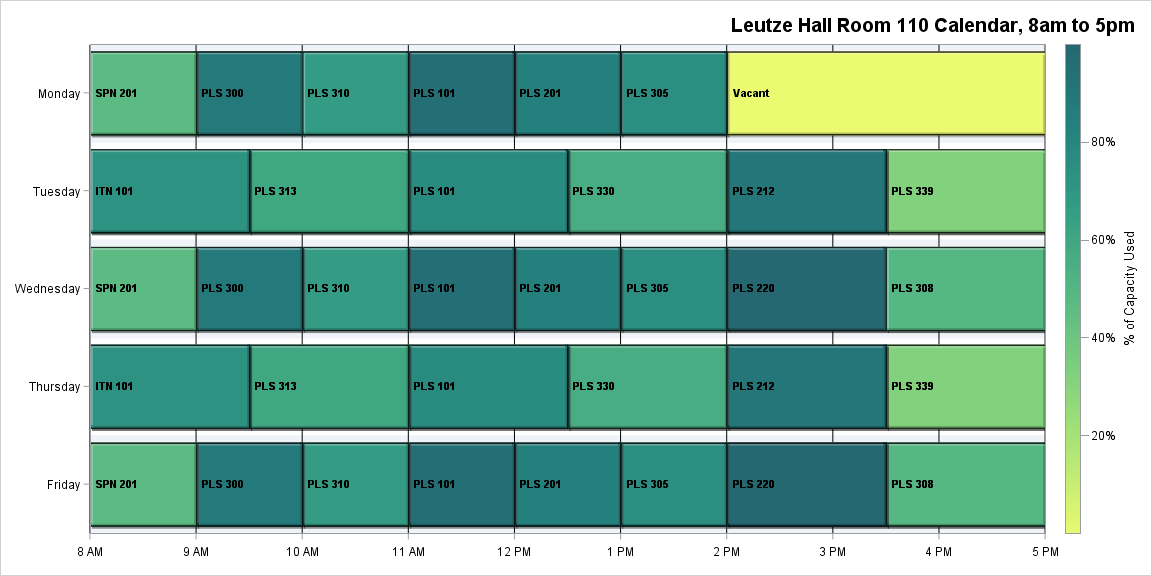 Leutze Hall Room 110 Calendar, 8am to 5pm
Monday
SPN 201 PLS 300 PLS 310 PLS 101 PLS 201 PLS 305 Vacant
Tuesday
ITN 101 PLS 313 PLS 101 PLS 330 PLS 212 PLS 339
Wednesday
SPN 201 PLS 300 PLS 310 PLS 101 PLS 201 PLS 305 PLS 220 PLS 308
Thursday
ITN 101 PLS 313 PLS 101 PLS 330 PLS 212 PLS 339
Friday
SPN 201 PLS 300 PLS 310 PLS 101 PLS 201 PLS 305 PLS 220 PLS 308
8 AM 9 AM 10 AM 11 AM 12 PM 1 PM 2 PM 3 PM 4 PM 5 PM
80%
60%
40%
20%
% of Capacity Used